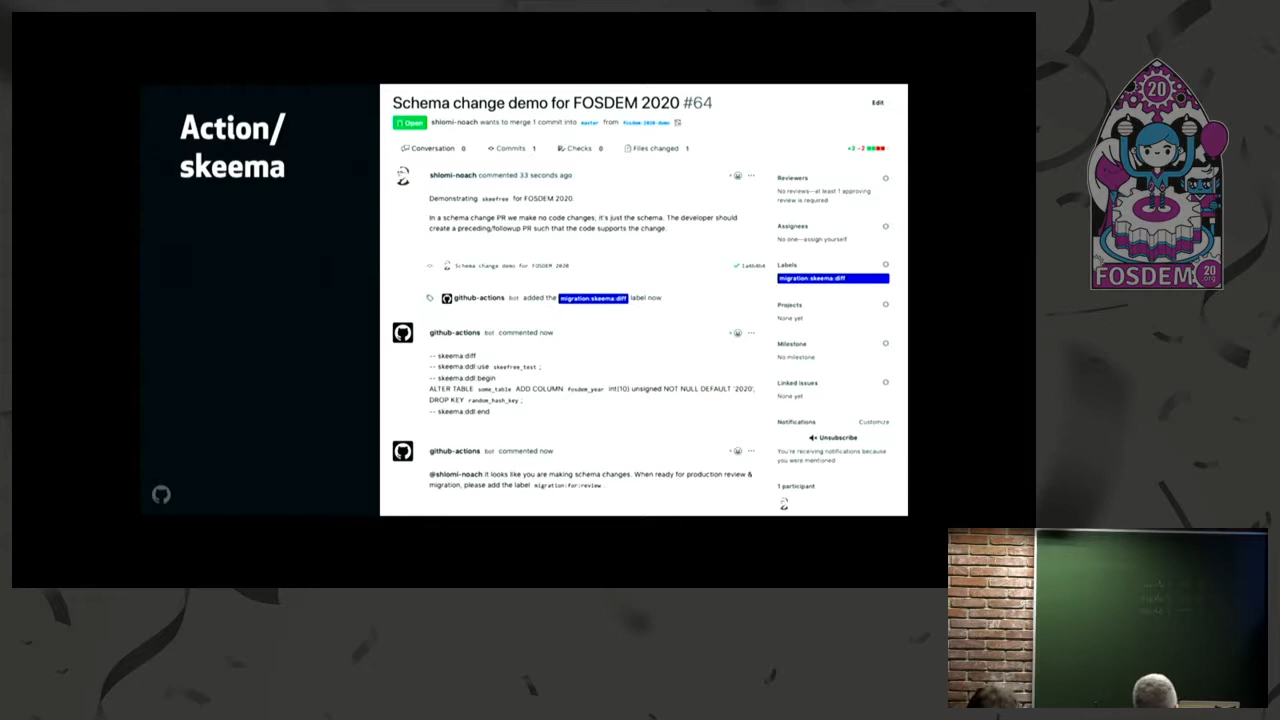 Action/
skeema
Schema change demo for FOSDEM 2020 #64
Edit
Open
shlomi-noach wants to merge 1 commit into master from fosdem-2020-demo
Conversation 0
Commits 1
Checks 0
Files changed 1
+3 −2
shlomi-noach commented 33 seconds ago
Demonstrating skeefree for FOSDEM 2020.
In a schema change PR we make no code changes; it's just the schema. The developer should
create a preceding/followup PR such that the code supports the change.
Schema change demo for FOSDEM 2020
1a4b4b4
github-actions bot added the migration:skeema:diff label now
github-actions bot commented now
-- skeema:diff
-- skeema:ddl:use skeefree_test ;
-- skeema:ddl:begin
ALTER TABLE some_table ADD COLUMN fosdem_year int(10) unsigned NOT NULL DEFAULT '2020',
DROP KEY random_hash_key ;
-- skeema:ddl:end
github-actions bot commented now
@shlomi-noach it looks like you are making schema changes. When ready for production review &
migration, please add the label migration:for:review .
Reviewers
No reviews—at least 1 approving
review is required
Assignees
No one—assign yourself
Labels
migration:skeema:diff
Projects
None yet
Milestone
No milestone
Linked issues
None yet
Notifications
Customize
Unsubscribe
You're receiving notifications because
you were mentioned
1 participant
20
FOSDEM
20
.org